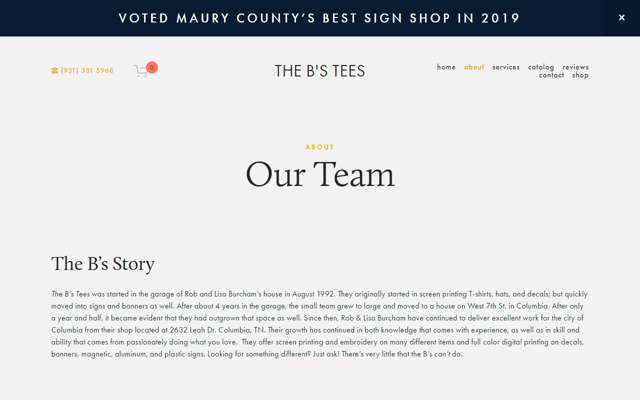 VOTED MAURY COUNTY'S BEST SIGN SHOP IN 2019
×
☎ (931) 381 5968
0
THE B'S TEES
home about services catalog reviews
contact shop
ABOUT
Our Team
The B's Story
The B's Tees was started in the garage of Rob and Lisa Burcham's house in August 1992. They originally started in screen printing T-shirts, hats, and decals; but quickly
moved into signs and banners as well. After about 4 years in the garage, the small team grew to large and moved to a house on West 7th St. in Columbia. After only
a year and half, it became evident that they had outgrown that space as well. Since then, Rob & Lisa Burcham have continued to deliver excellent work for the city of
Columbia from their shop located at 2632 Leah Dr. Columbia, TN. Their growth has continued in both knowledge that comes with experience, as well as in skill and
ability that comes from passionately doing what you love. They offer screen printing and embroidery on many different items and full color digital printing on decals,
banners, magnetic, aluminum, and plastic signs. Looking for something different? Just ask! There's very little that the B's can't do.